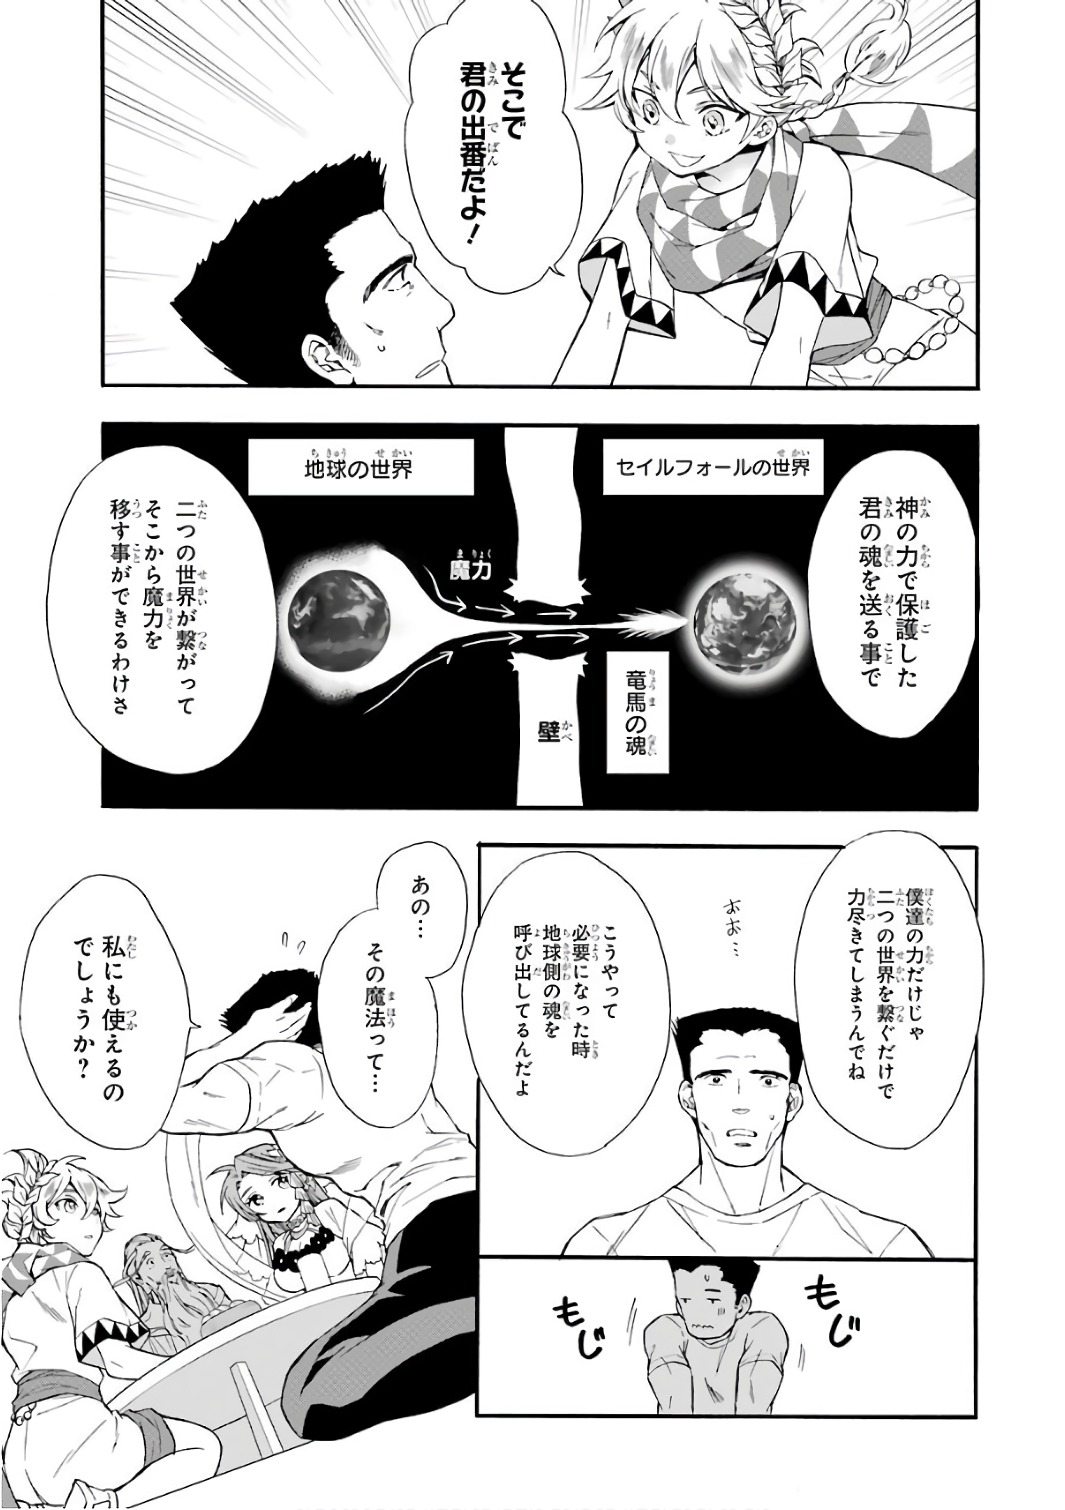 そこで
君の出番だよ！
セイルフォールの世界
地球の世界
神の力で保護した
君の魂を送る事で
魔力
竜馬の魂
壁
二つの世界が繋がって
そこから魔力を
移す事ができるわけさ
僕達の力だけじゃ
二つの世界を繋ぐだけで
力尽きてしまうんでね
おお…
こうやって
必要になった時
地球側の魂を
呼び出してるんだよ
もじ
もじ
あの…
その魔法って…
私にも使えるの
でしょうか？